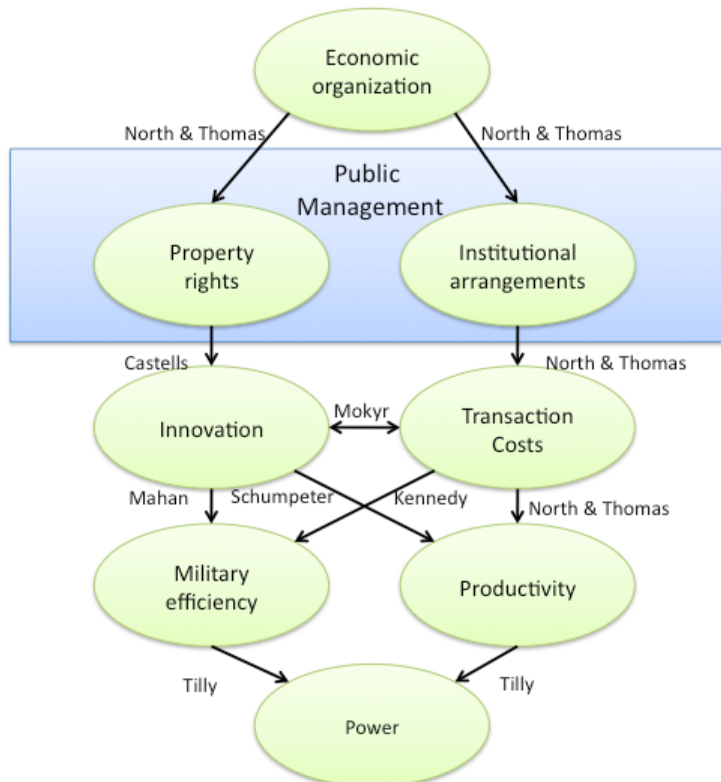 Economic
organization
North & Thomas
North & Thomas
Public
Management
Property
rights
Institutional
arrangements
Castells
North & Thomas
Innovation
Mokyr
Transaction
Costs
Mahan
Schumpeter
Kennedy
North & Thomas
Military
efficiency
Productivity
Tilly
Tilly
Power